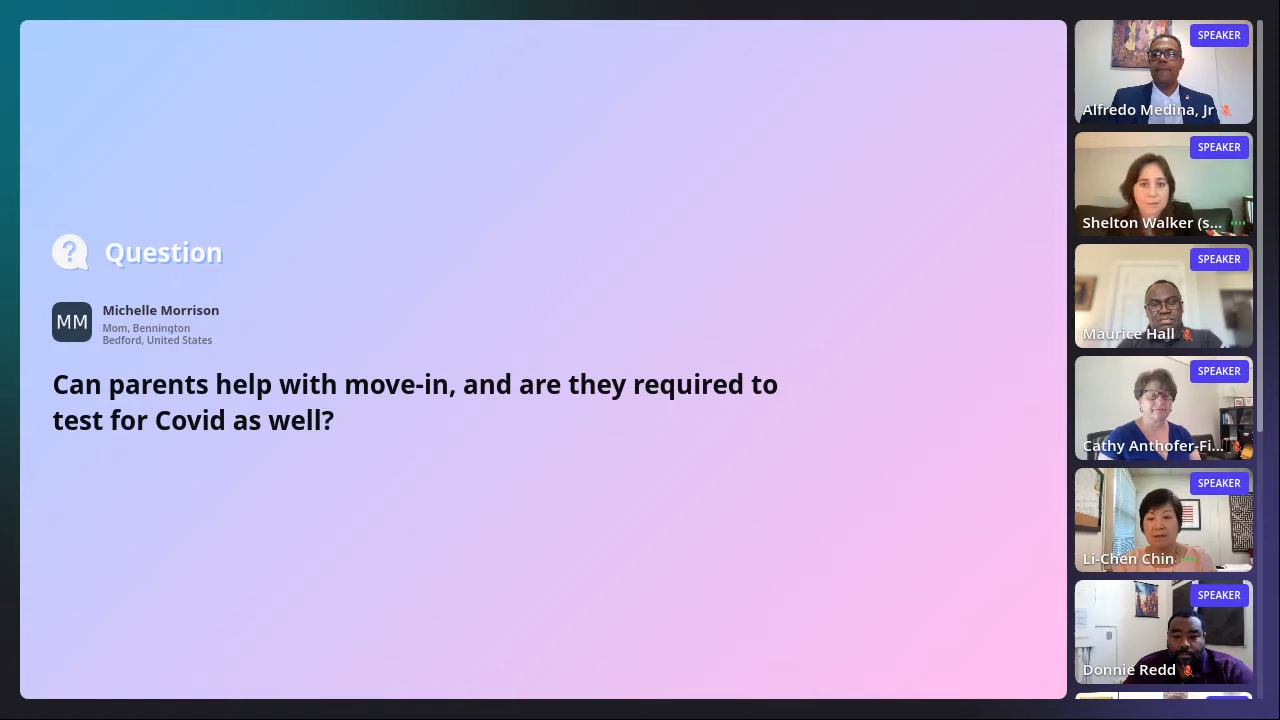 Question
MM
Michelle Morrison
Mom, Bennington
Bedford, United States
Can parents help with move-in, and are they required to
test for Covid as well?
SPEAKER
Alfredo Medina, Jr
SPEAKER
Shelton Walker (s...
SPEAKER
Maurice Hall
SPEAKER
Cathy Anthofer-Fi...
SPEAKER
Li-Chen Chin
SPEAKER
Donnie Redd